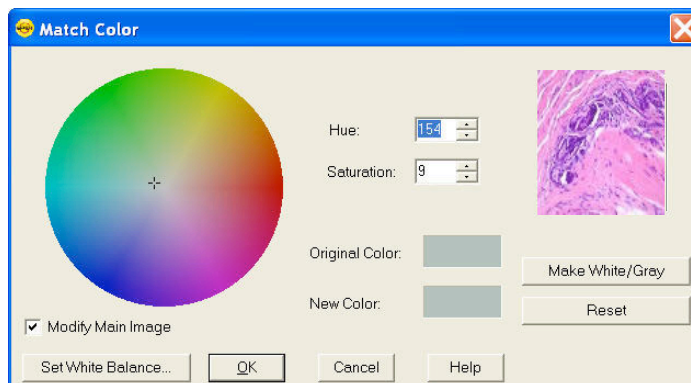 Match Color
Hue: 154
Saturation: 9
Original Color:
Make White/Gray
New Color:
Reset
Modify Main Image
Set White Balance... OK Cancel Help